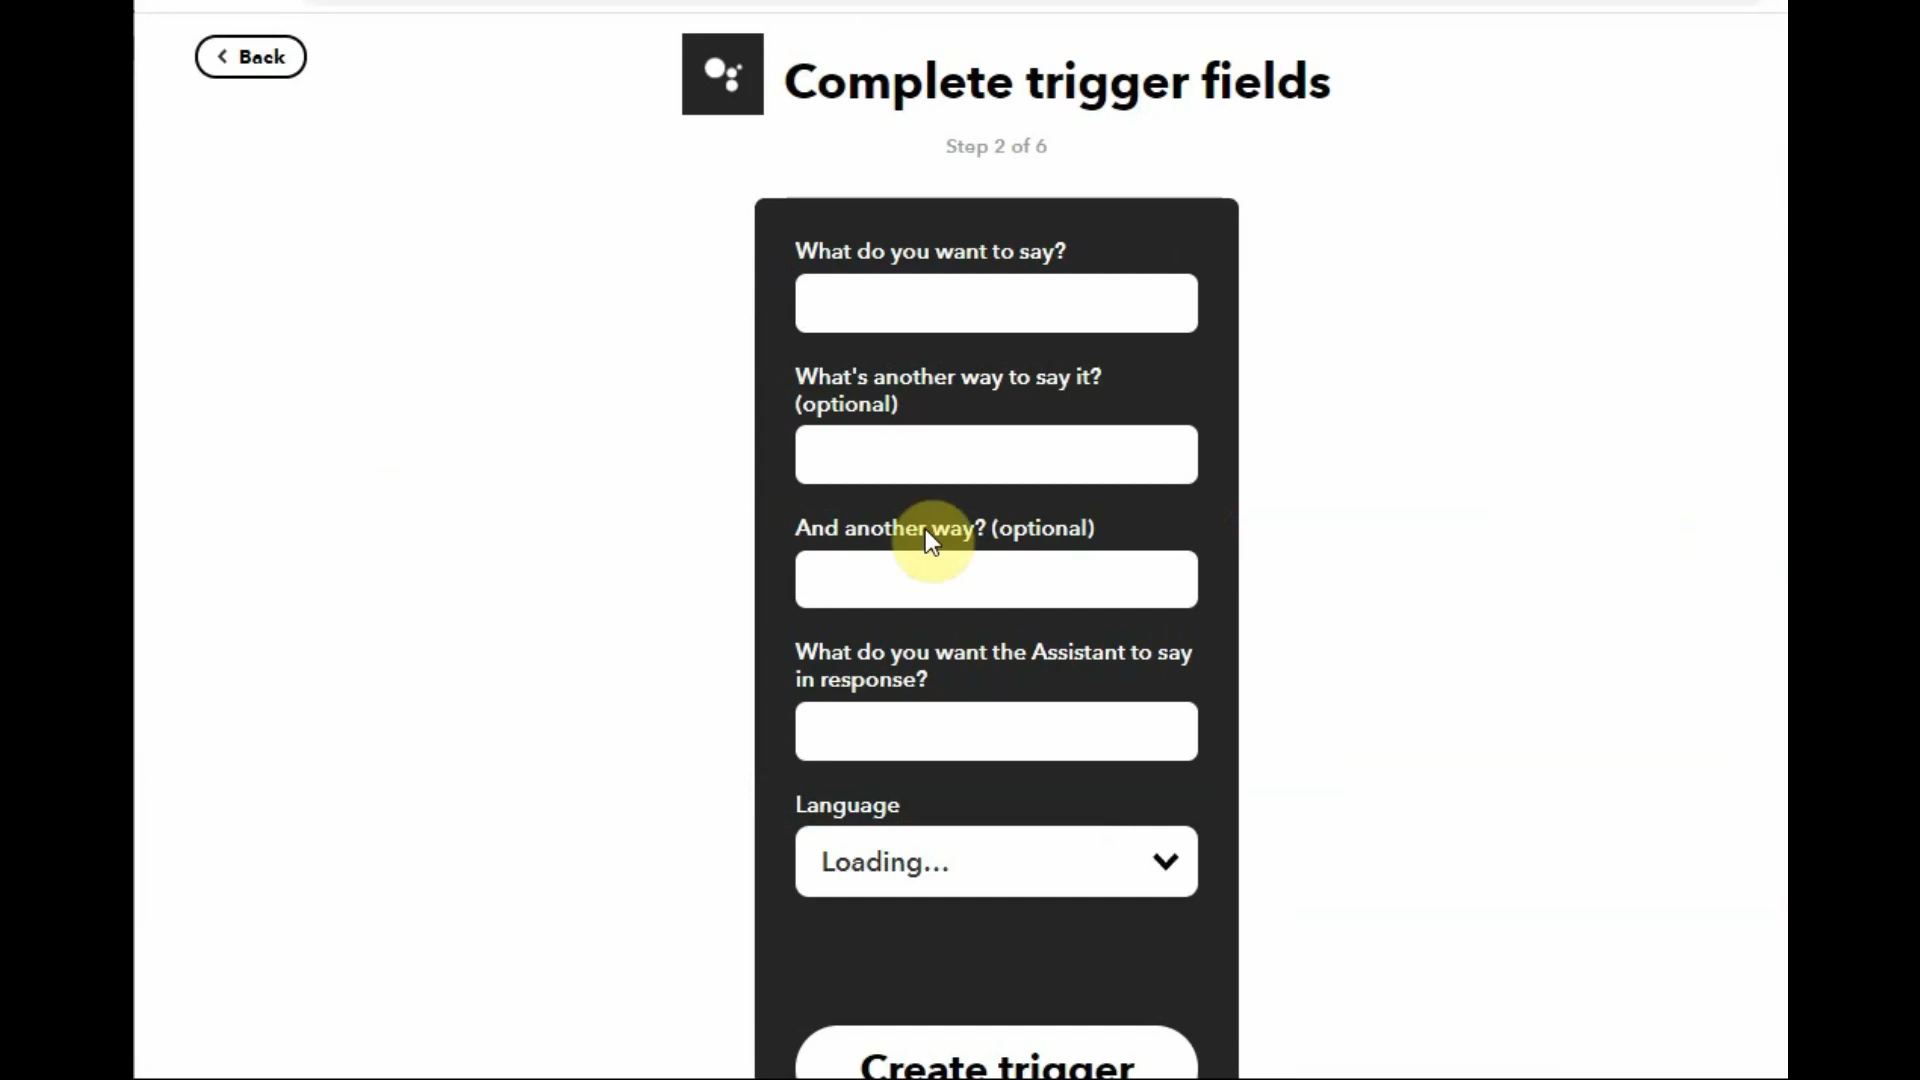 Back
Complete trigger fields
Step 2 of 6
What do you want to say?
What's another way to say it?
(optional)
And another way? (optional)
What do you want the Assistant to say
in response?
Language
Loading...
Create trigger